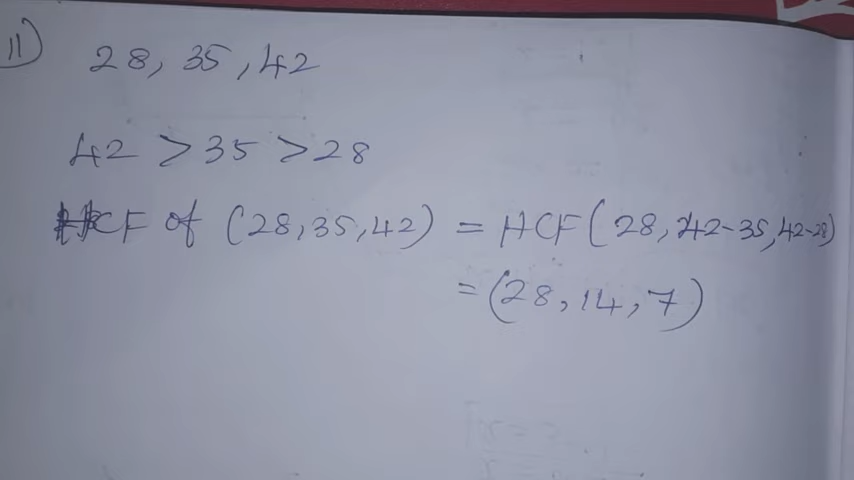 11) 28, 35, 42
42 > 35 > 28
HCF of (28, 35, 42) = HCF (28, 42-35, 42-28)
= (28, 14, 7)